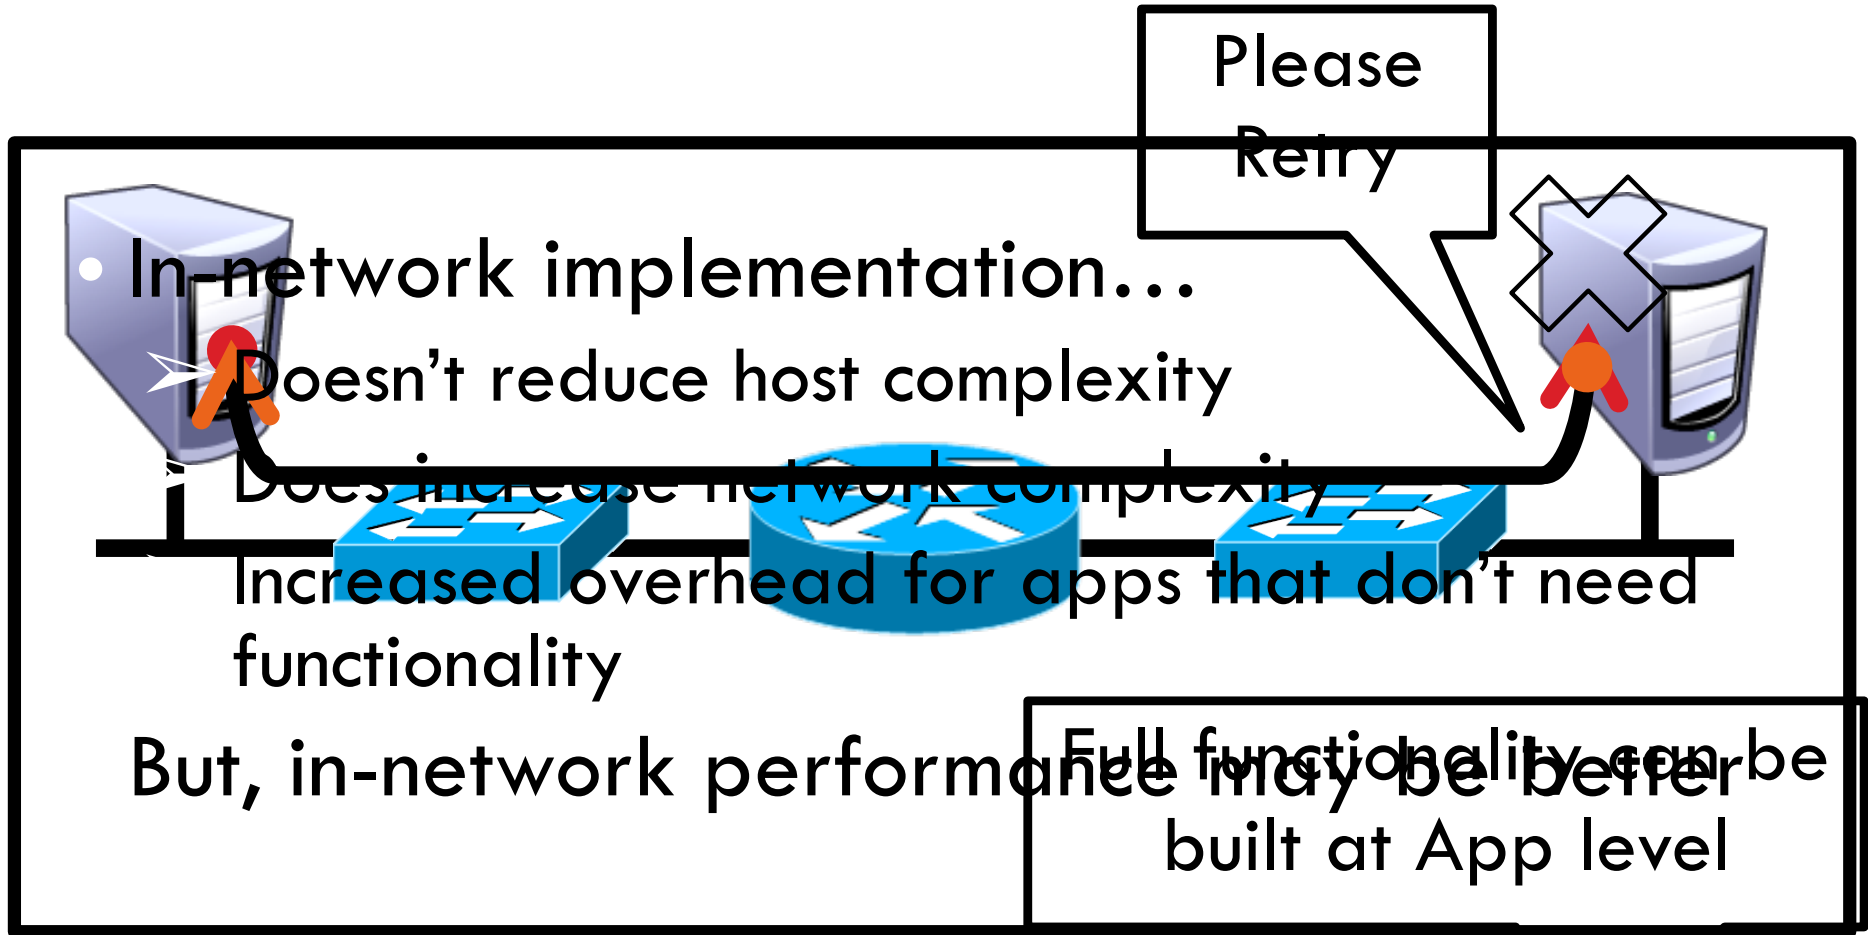 Please
Retry
• In-network implementation…
Doesn’t reduce host complexity
Does increase network complexity
Increased overhead for apps that don’t need
functionality
But, in-network performance may be better
Full functionality can be
built at App level